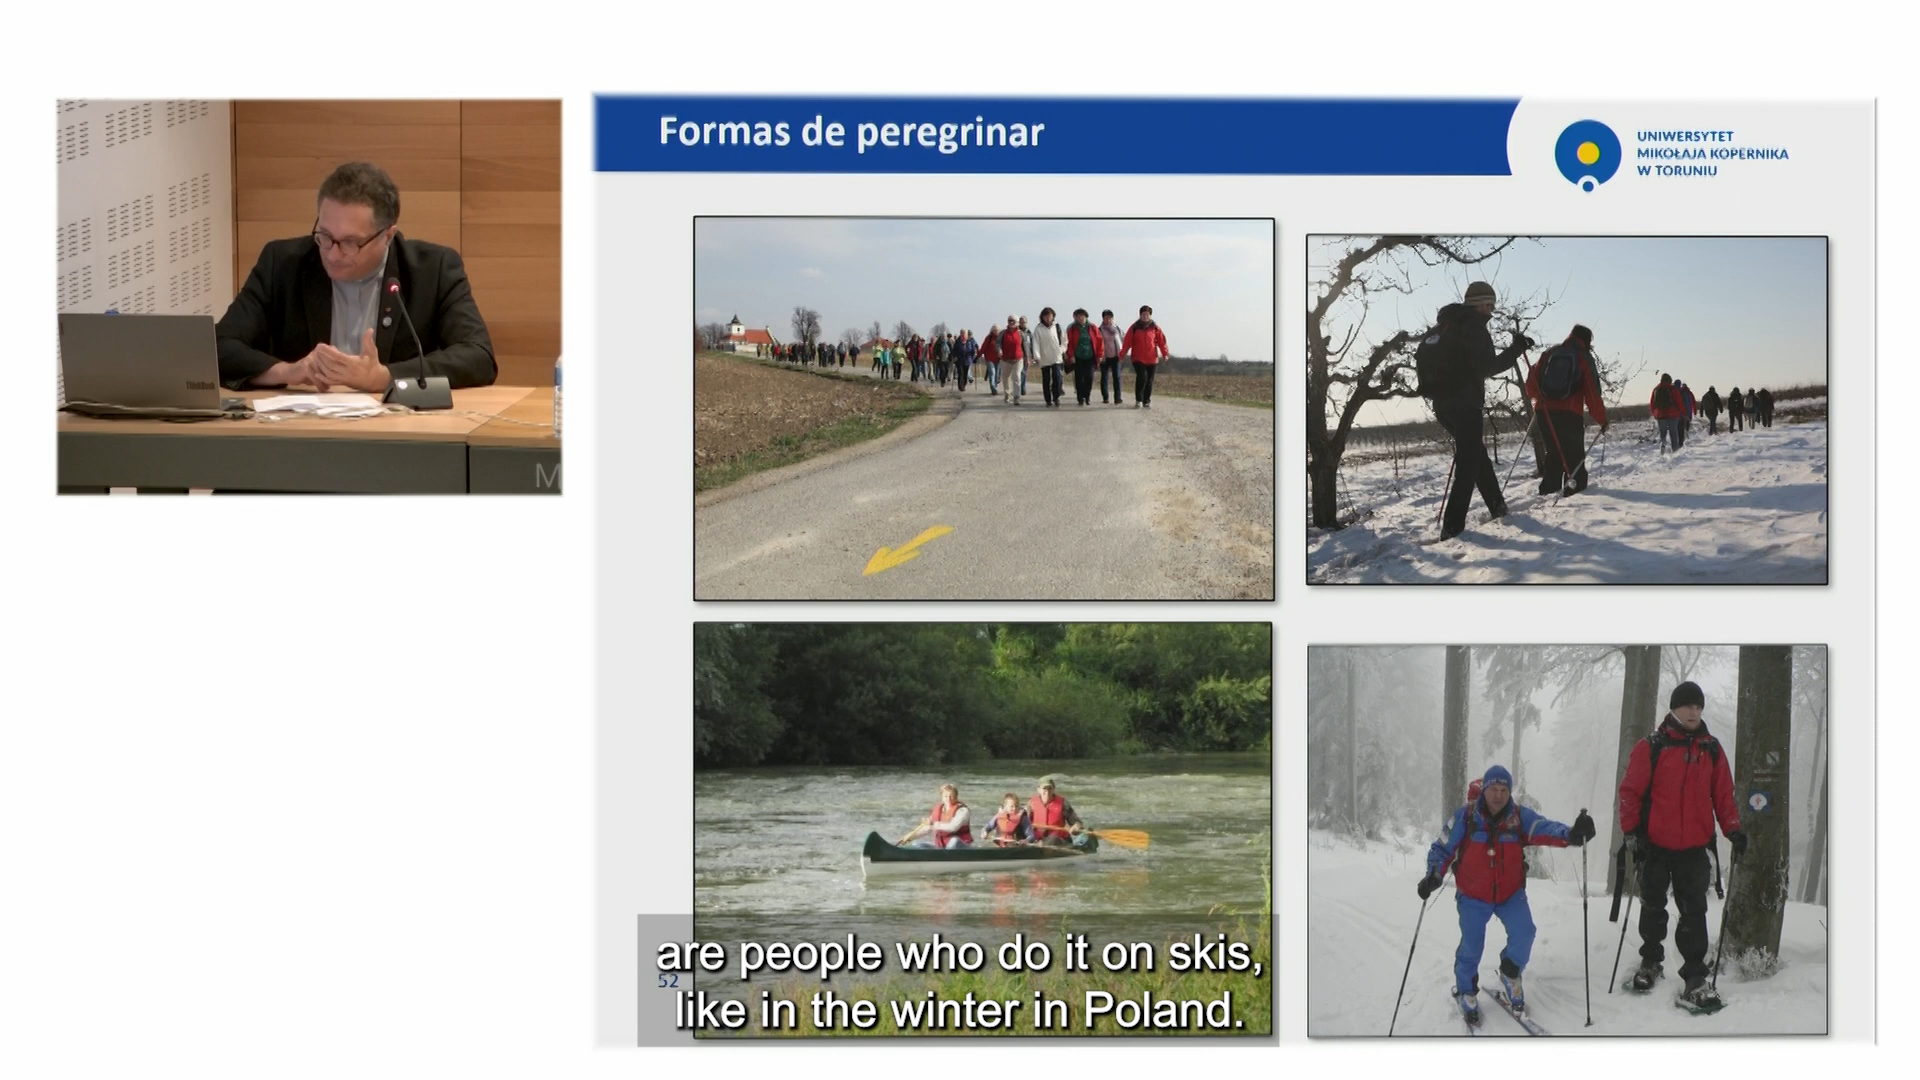 Formas de peregrinar
UNIWERSYTET
MIKOŁAJA KOPERNIKA
W TORUNIU
ThinkPad
M
52
are people who do it on skis,
like in the winter in Poland.